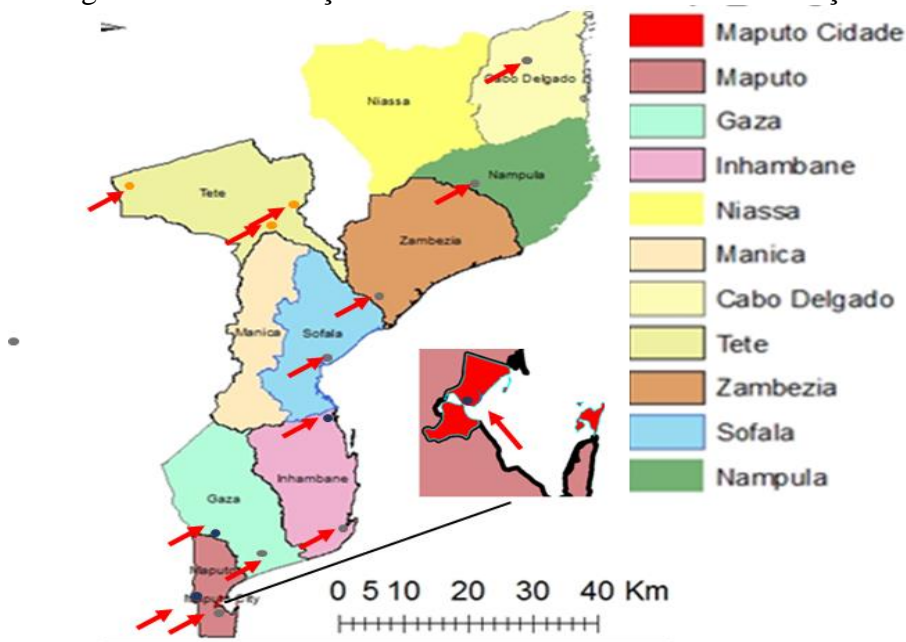 Maputo Cidade
Maputo
Gaza
Inhambane
Niassa
Manica
Cabo Delgado
Tete
Zambezia
Sofala
Nampula
Cabo Delgado
Niassa
Nampula
Tete
Zambezia
Manica
Sofala
Inhambane
Gaza
Maputo
City
0 5 10 20 30 40 Km